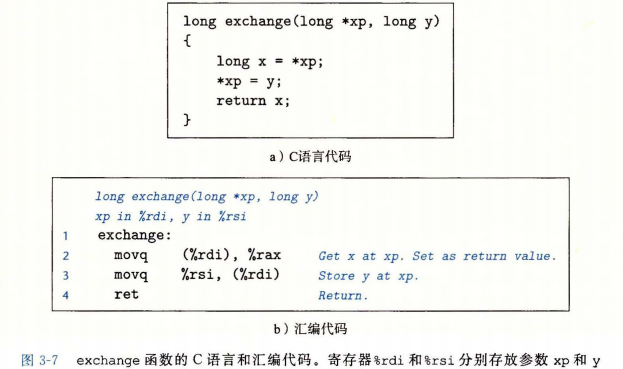 long exchange(long *xp, long y)
{
    long x = *xp;
    *xp = y;
    return x;
}
a）C语言代码
long exchange(long *xp, long y)
xp in %rdi, y in %rsi
1 exchange:
2 movq (%rdi), %rax Get x at xp. Set as return value.
3 movq %rsi, (%rdi) Store y at xp.
4 ret Return.
b）汇编代码
图 3-7 exchange 函数的 C 语言和汇编代码。寄存器%rdi 和%rsi 分别存放参数 xp 和 y